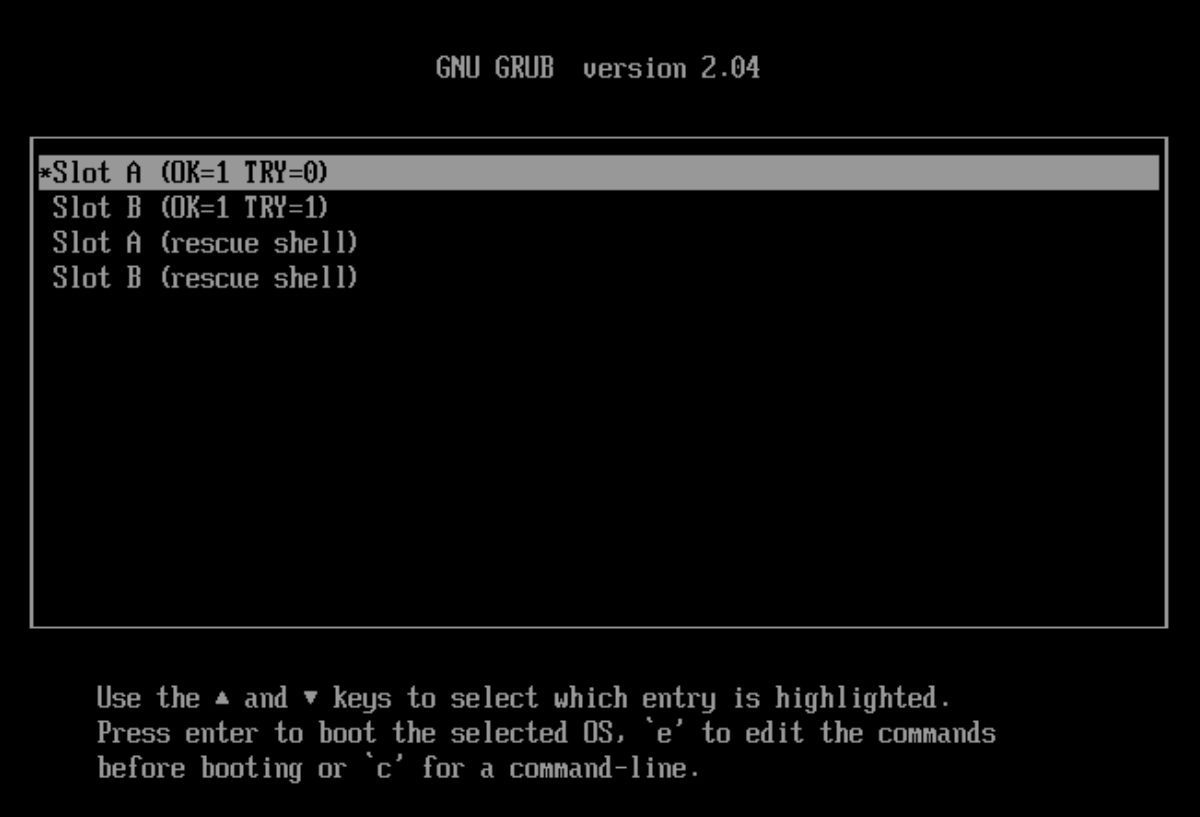 GNU GRUB  version 2.04
*Slot A (OK=1 TRY=0)
Slot B (OK=1 TRY=1)
Slot A (rescue shell)
Slot B (rescue shell)
Use the ▲ and ▼ keys to select which entry is highlighted.
Press enter to boot the selected OS, `e' to edit the commands
before booting or `c' for a command-line.